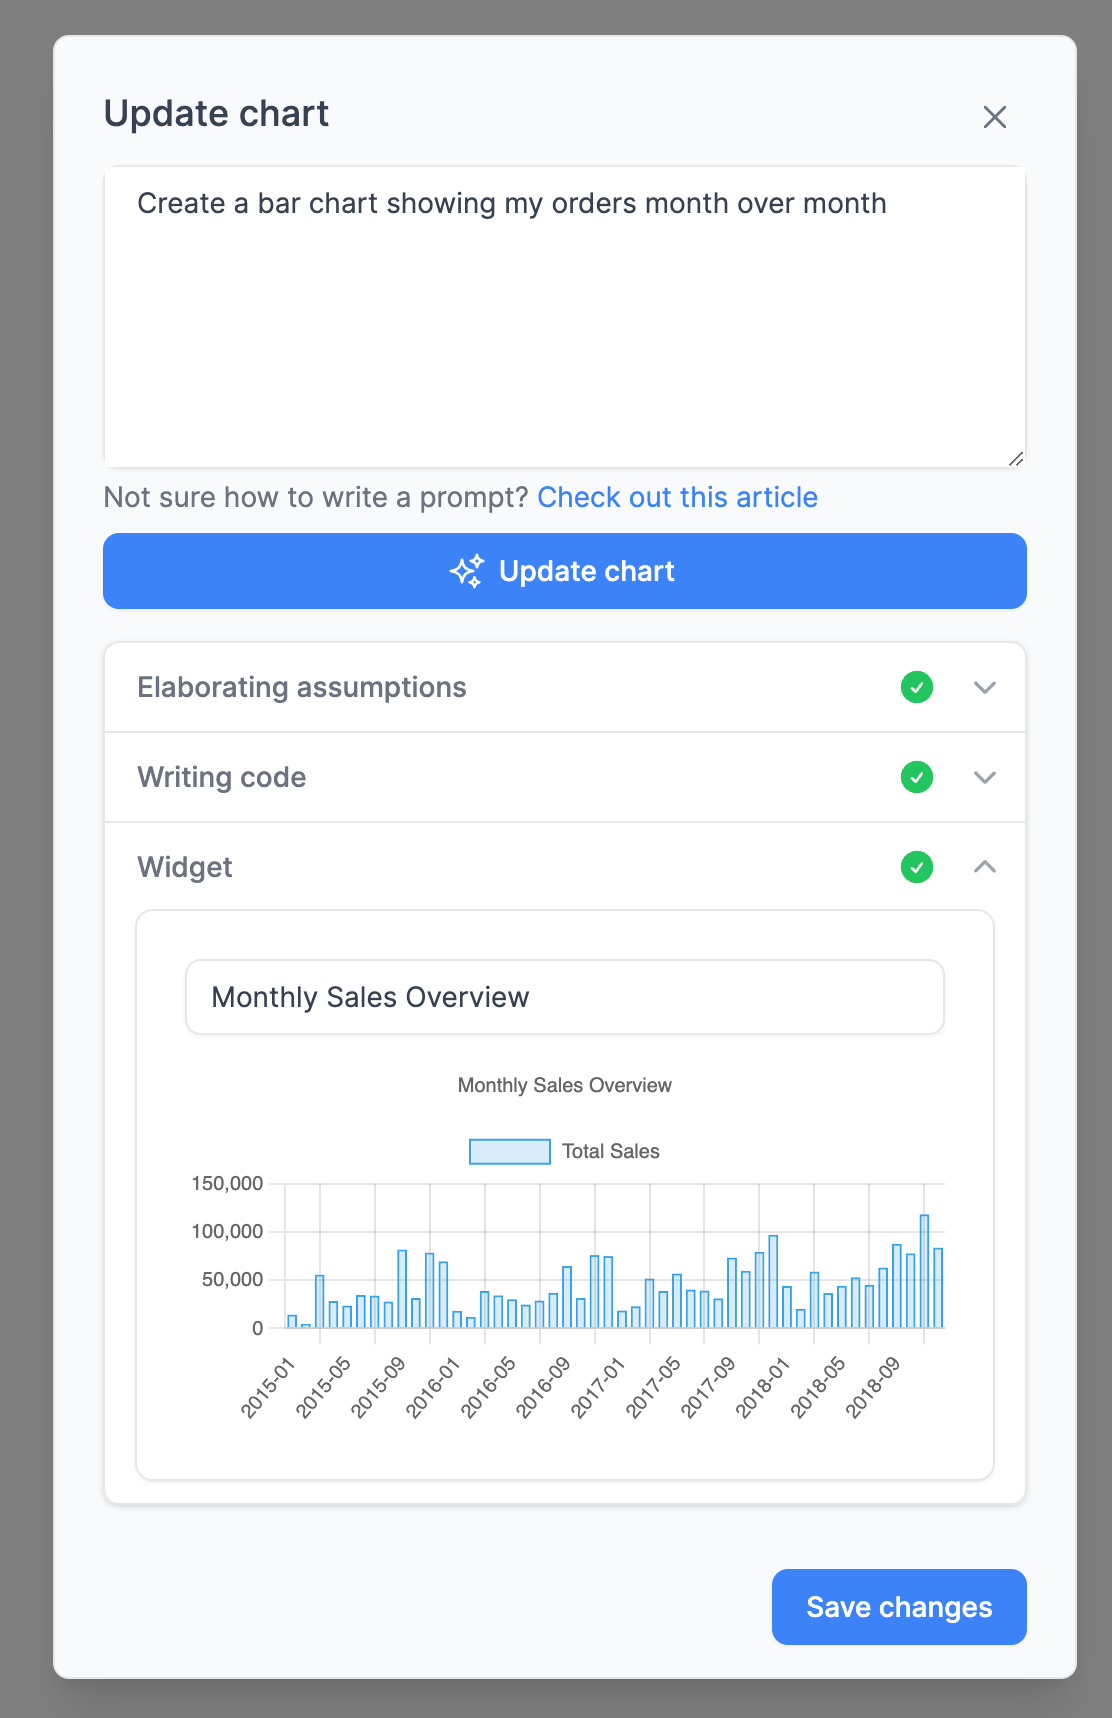 Update chart
Create a bar chart showing my orders month over month
Not sure how to write a prompt? Check out this article
Update chart
Elaborating assumptions
Writing code
Widget
Monthly Sales Overview
Monthly Sales Overview
Total Sales
150,000
100,000
50,000
0
2015-01
2015-05
2015-09
2016-01
2016-05
2016-09
2017-01
2017-05
2017-09
2018-01
2018-05
2018-09
Save changes